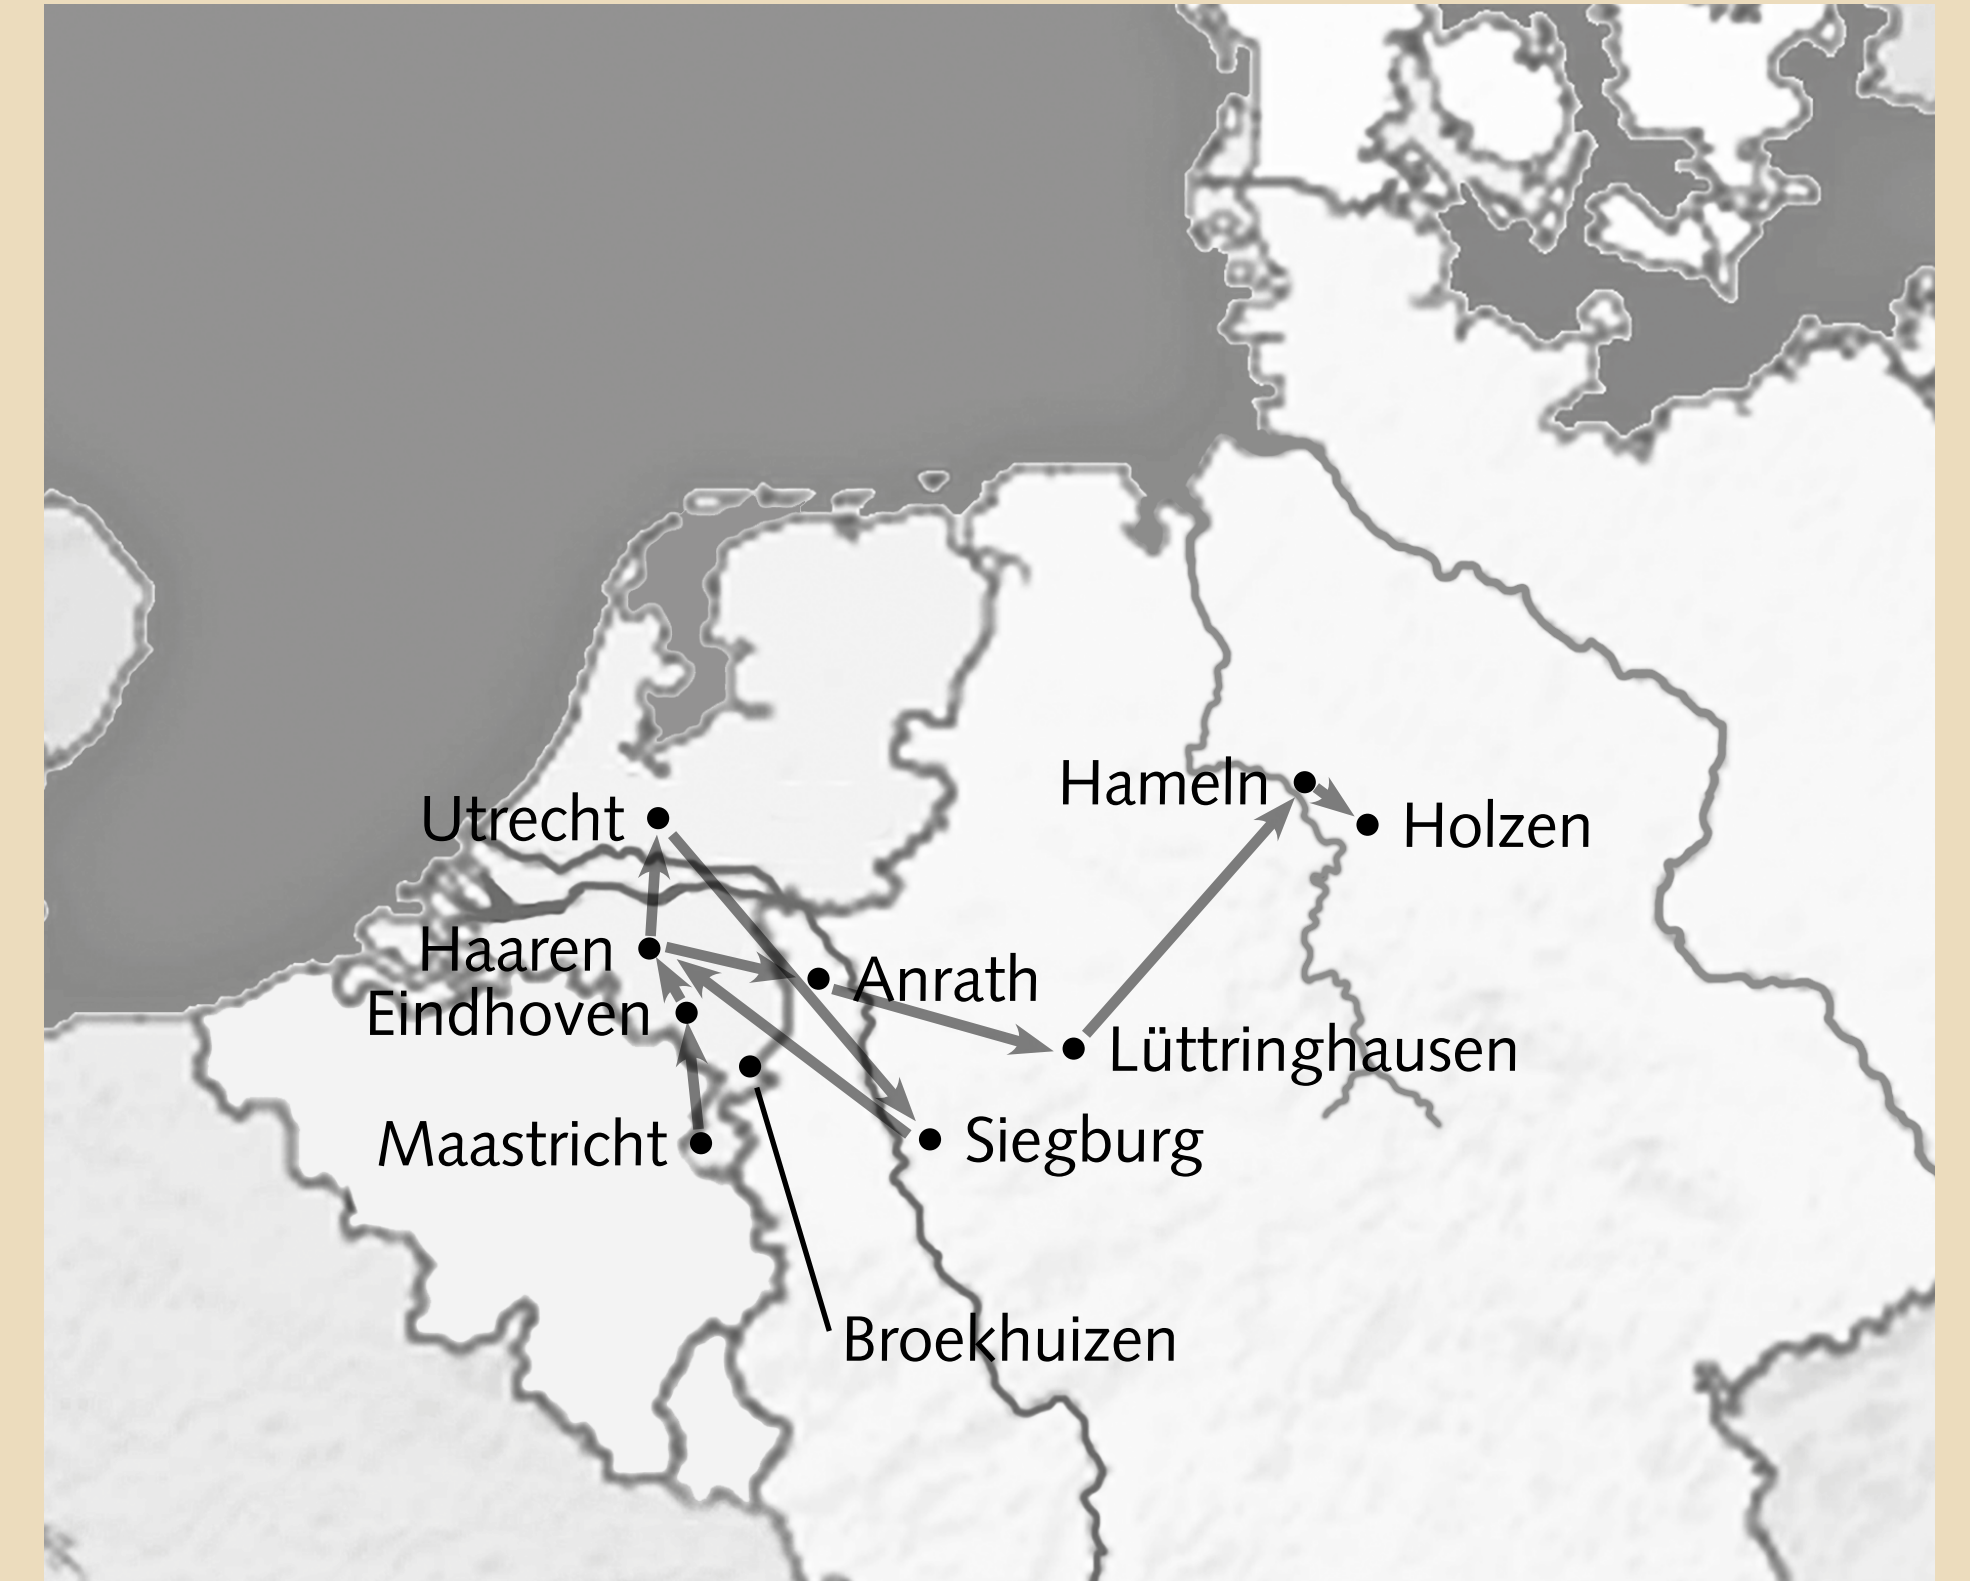 Hameln
Utrecht
Holzen
Haaren
Anrath
Eindhoven
Lüttringhausen
Maastricht
Siegburg
Broekhuizen